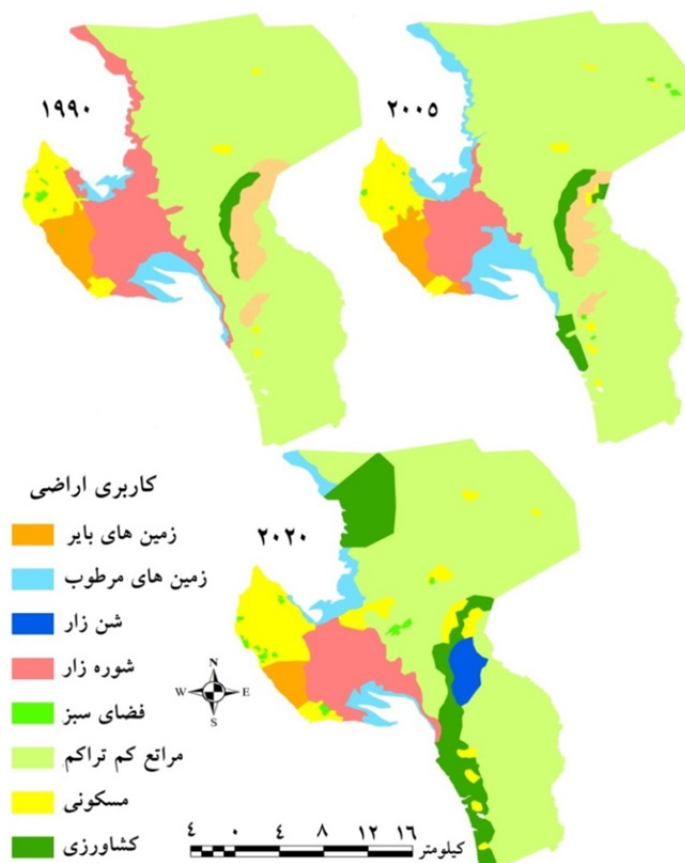 ۱۹۹۰
۲۰۰۵
۲۰۲۰
کاربری اراضی
زمین های بایر
زمین های مرطوب
شن زار
شوره زار
فضای سبز
مراتع کم تراکم
مسکونی
کشاورزی
N
W E
S
۴ ۰ ۴ ۸ ۱۲ ۱۶
کیلومتر